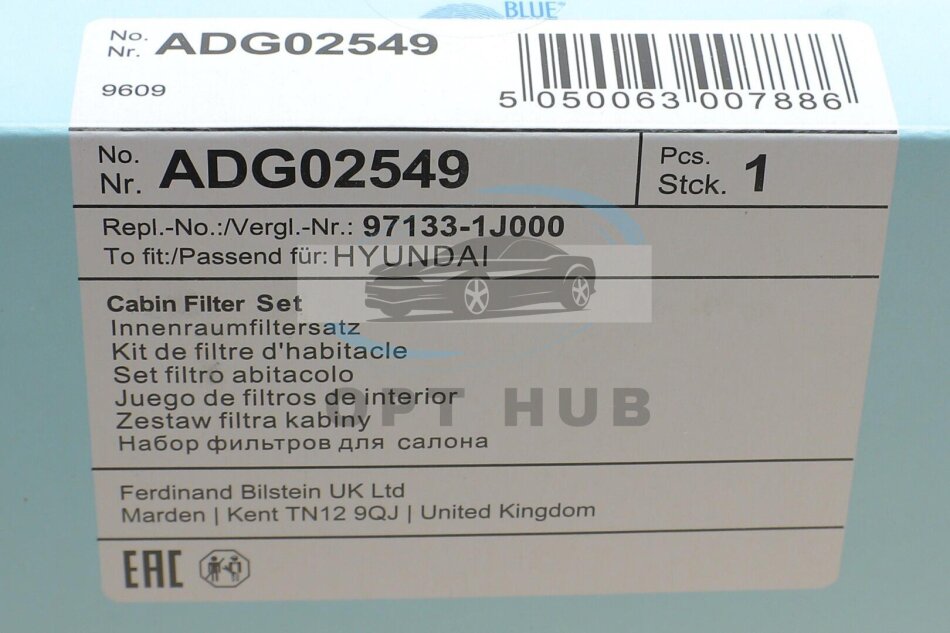 BLUE
No.
Nr. ADG02549
9609
5 050063 007886
No.
Nr. ADG02549
Pcs.
Stck. 1
Repl.-No.:/Vergl.-Nr.: 97133-1J000
To fit:/Passend für: HYUNDAI
Cabin Filter Set
Innenraumfiltersatz
Kit de filtre d'habitacle
Set filtro abitacolo
Juego de filtros de interior
Zestaw filtra kabiny
Набор фильтров для салона
OPT HUB
Ferdinand Bilstein UK Ltd
Marden | Kent TN12 9QJ | United Kingdom
EAC